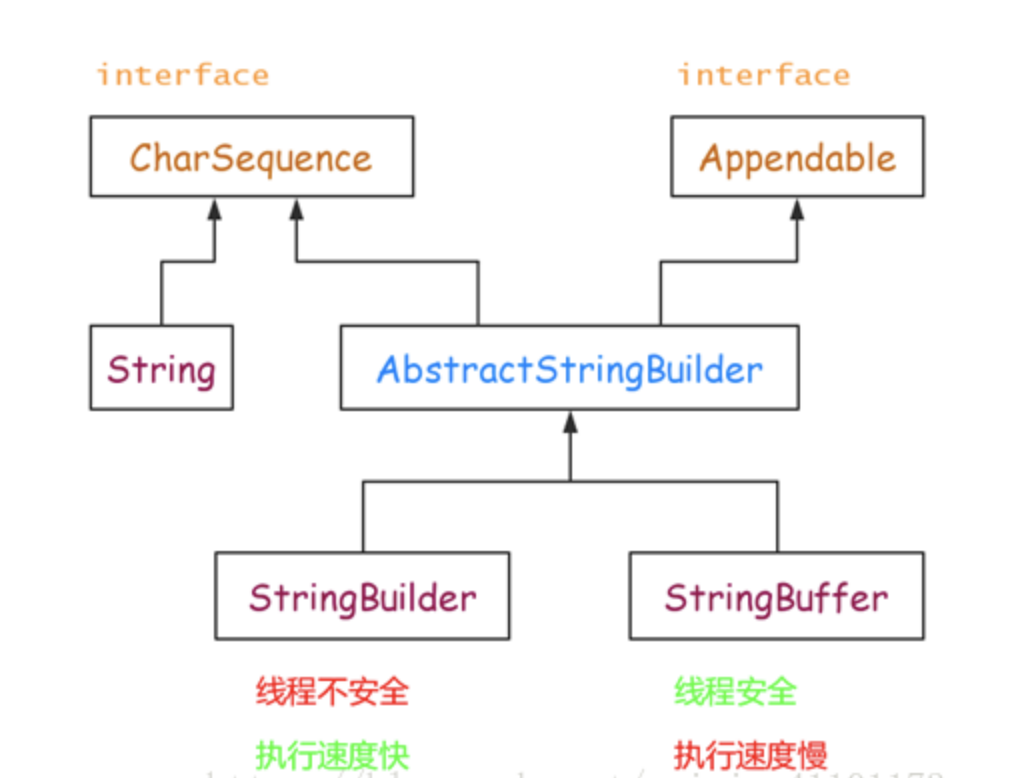 interface interface
CharSequence Appendable
String AbstractStringBuilder
StringBuilder StringBuffer
线程不安全 线程安全
执行速度快 执行速度慢